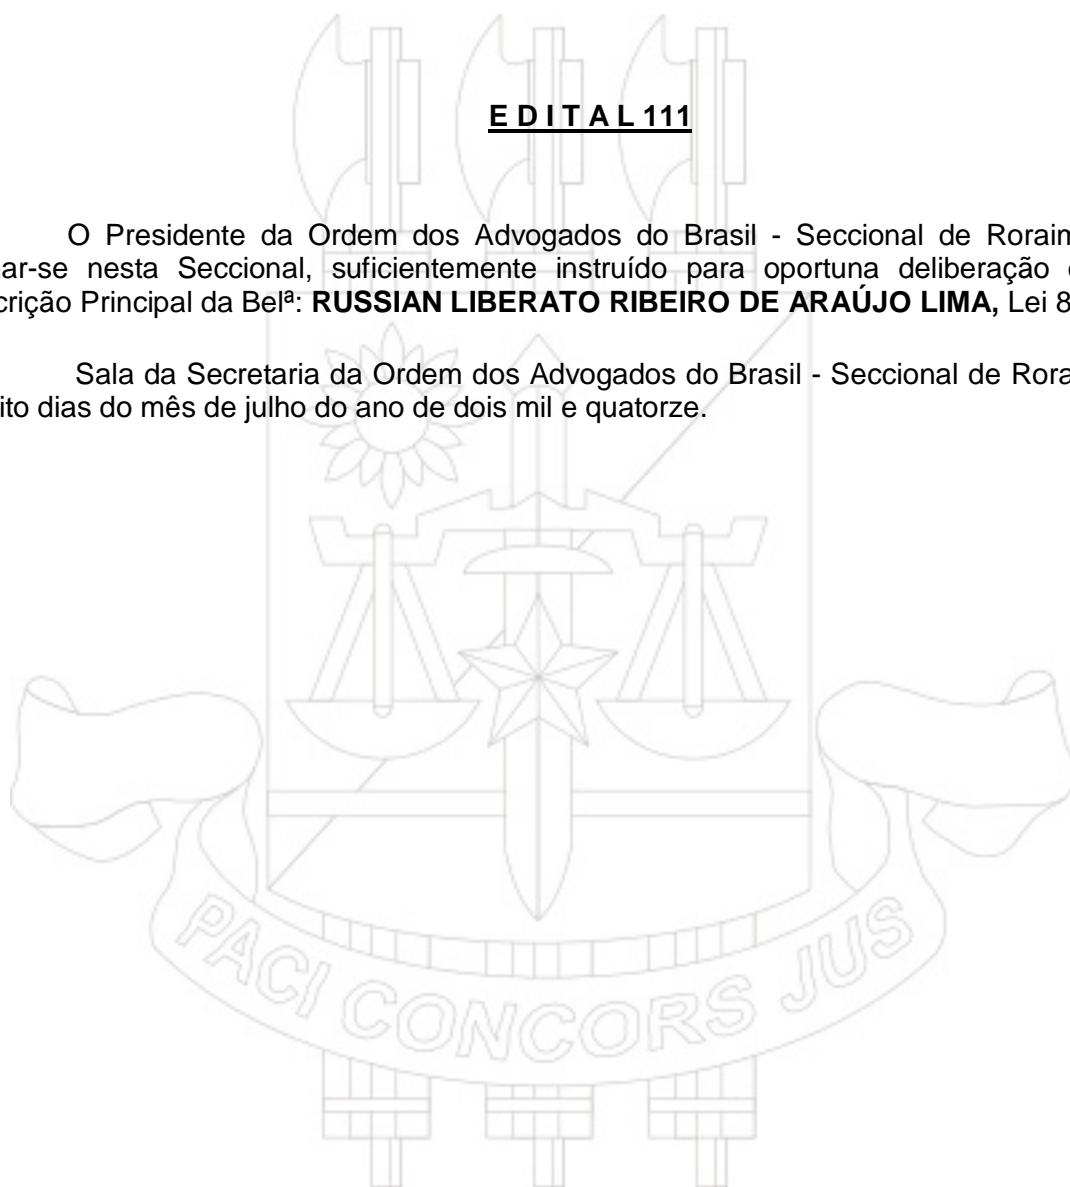 E D I T A L 111
O Presidente da Ordem dos Advogados do Brasil - Seccional de Roraim
ar-se nesta Seccional, suficientemente instruído para oportuna deliberação
crição Principal da Belª: RUSSIAN LIBERATO RIBEIRO DE ARAÚJO LIMA, Lei 8
Sala da Secretaria da Ordem dos Advogados do Brasil - Seccional de Rora
ito dias do mês de julho do ano de dois mil e quatorze.
PACI CONCORS JUS